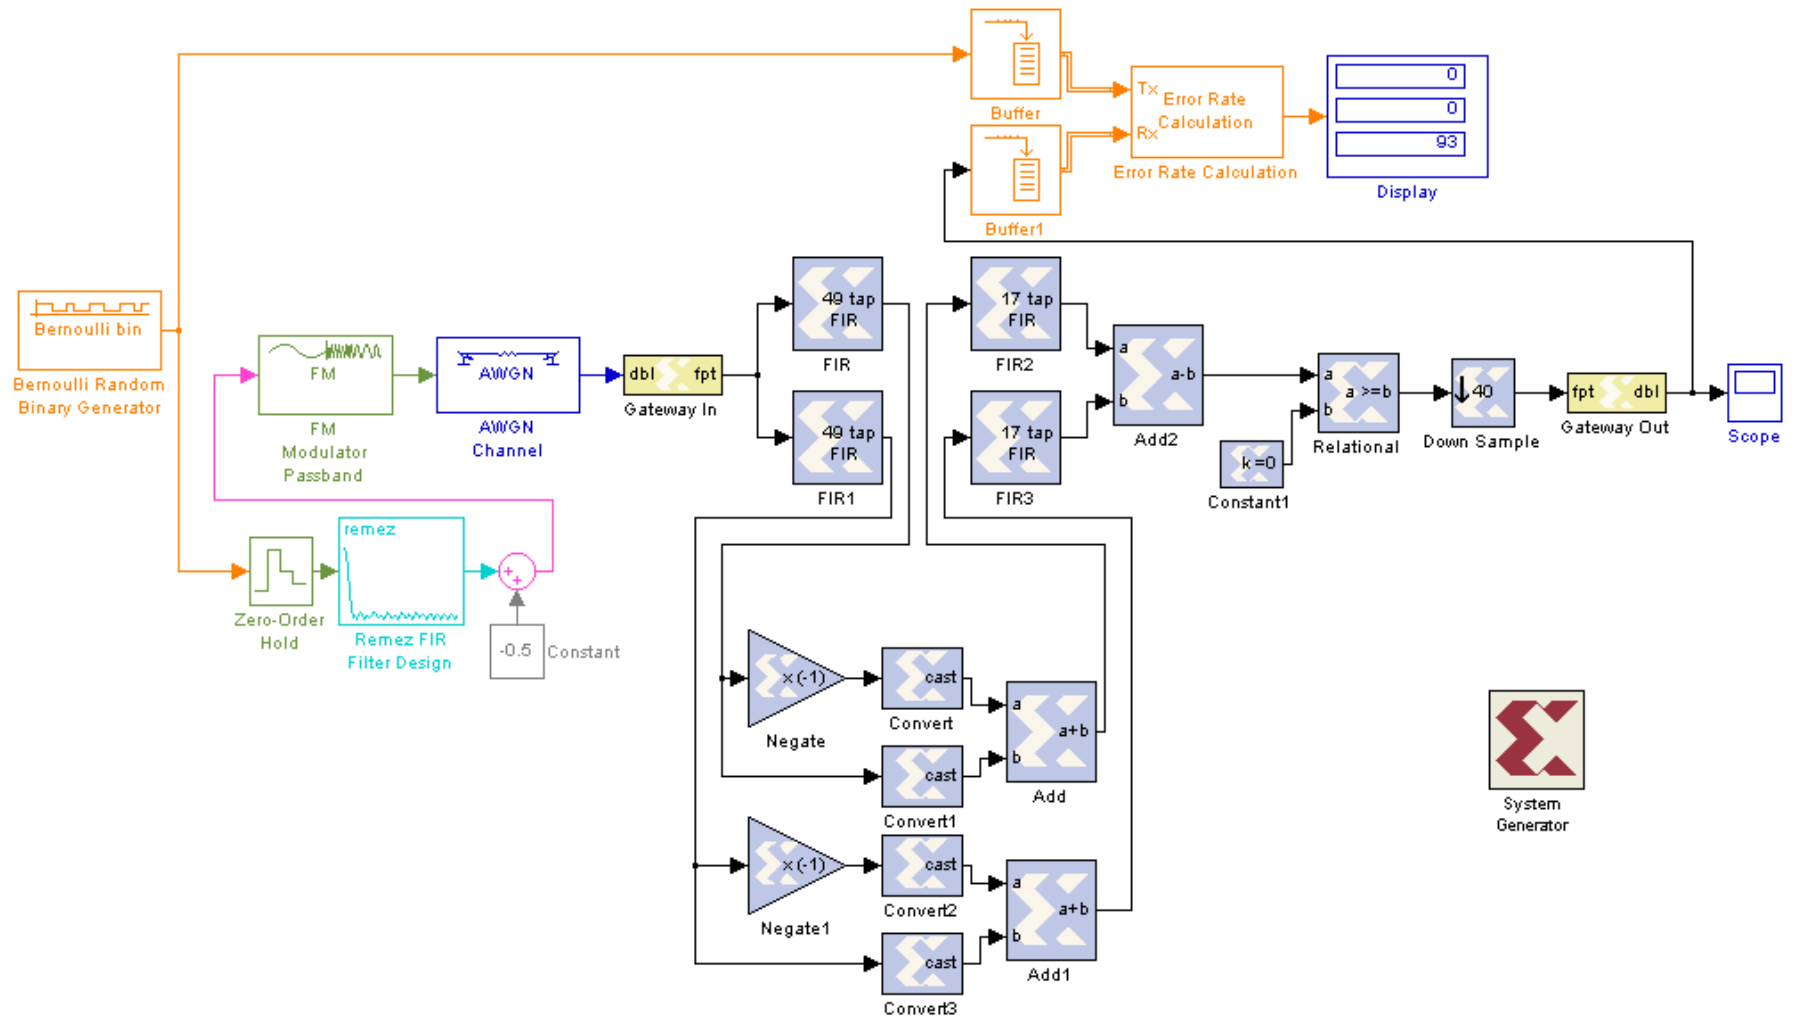 Buffer
Tx
Error Rate
Calculation
Rx
Error Rate Calculation
0
0
93
Display
Buffer1
Bernoulli bin
Bernoulli Random
Binary Generator
FM
FM
Modulator
Passband
AWGN
AWGN
Channel
dbl fpt
Gateway In
49 tap
FIR
FIR
49 tap
FIR
FIR1
17 tap
FIR
FIR2
17 tap
FIR
FIR3
a
b
a-b
Add2
a
b
a >=b
Relational
k =0
Constant1
40
Down Sample
fpt dbl
Gateway Out
Scope
Zero-Order
Hold
remez
Remez FIR
Filter Design
+
+
-0.5
Constant
x (-1)
Negate
cast
Convert
cast
Convert1
a
b
a+b
Add
x (-1)
Negate1
cast
Convert2
cast
Convert3
a
b
a+b
Add1
System
Generator